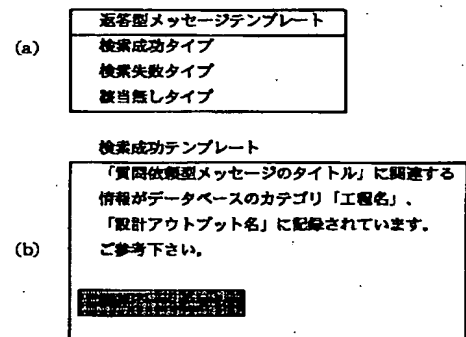 返答型メッセージテンプレート
(a)
検索成功タイプ
検索失敗タイプ
該当無しタイプ
検索成功テンプレート
「質問依頼型メッセージのタイトル」に関連する
情報がデータベースのカテゴリ「工程名」、
「設計アウトプット名」に記録されています。
(b)
ご参考下さい。